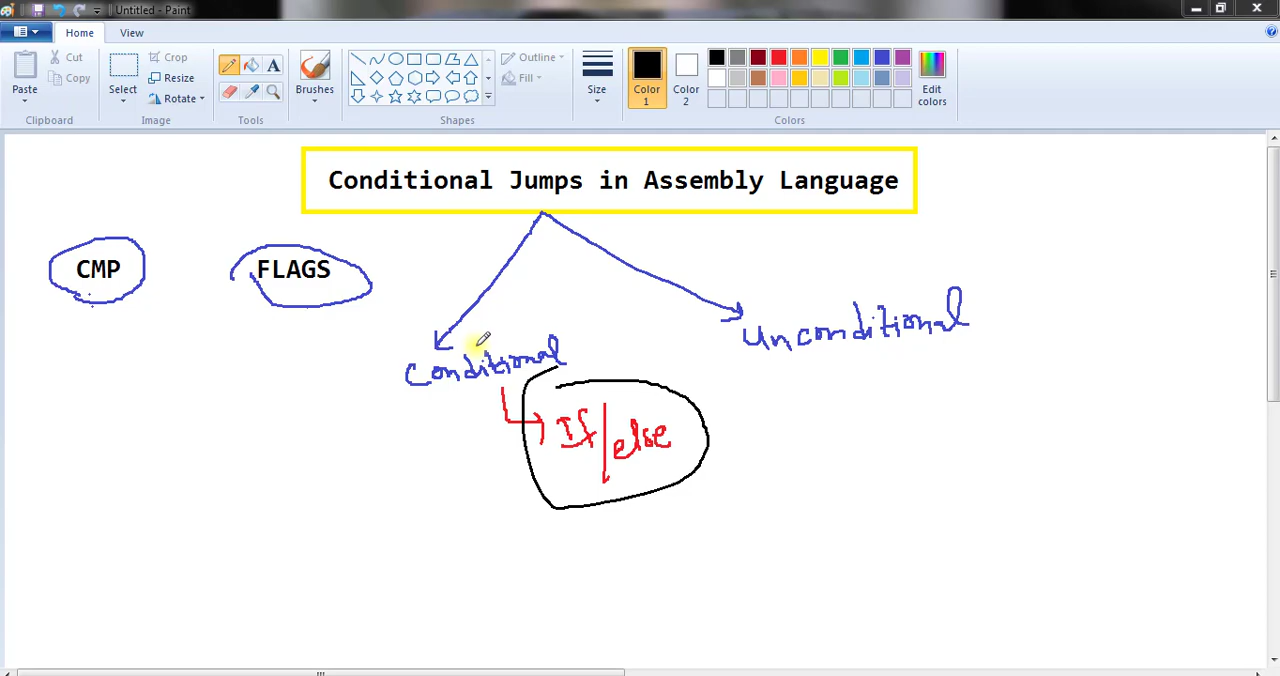 Untitled - Paint
Home View
Cut
Copy
Paste
Clipboard
Crop
Resize
Rotate
Select
Image
Tools
Brushes
Outline
Fill
Shapes
Size
Color 1
Color 2
Edit colors
Colors
Conditional Jumps in Assembly Language
CMP FLAGS
Conditional
Unconditional
If/else